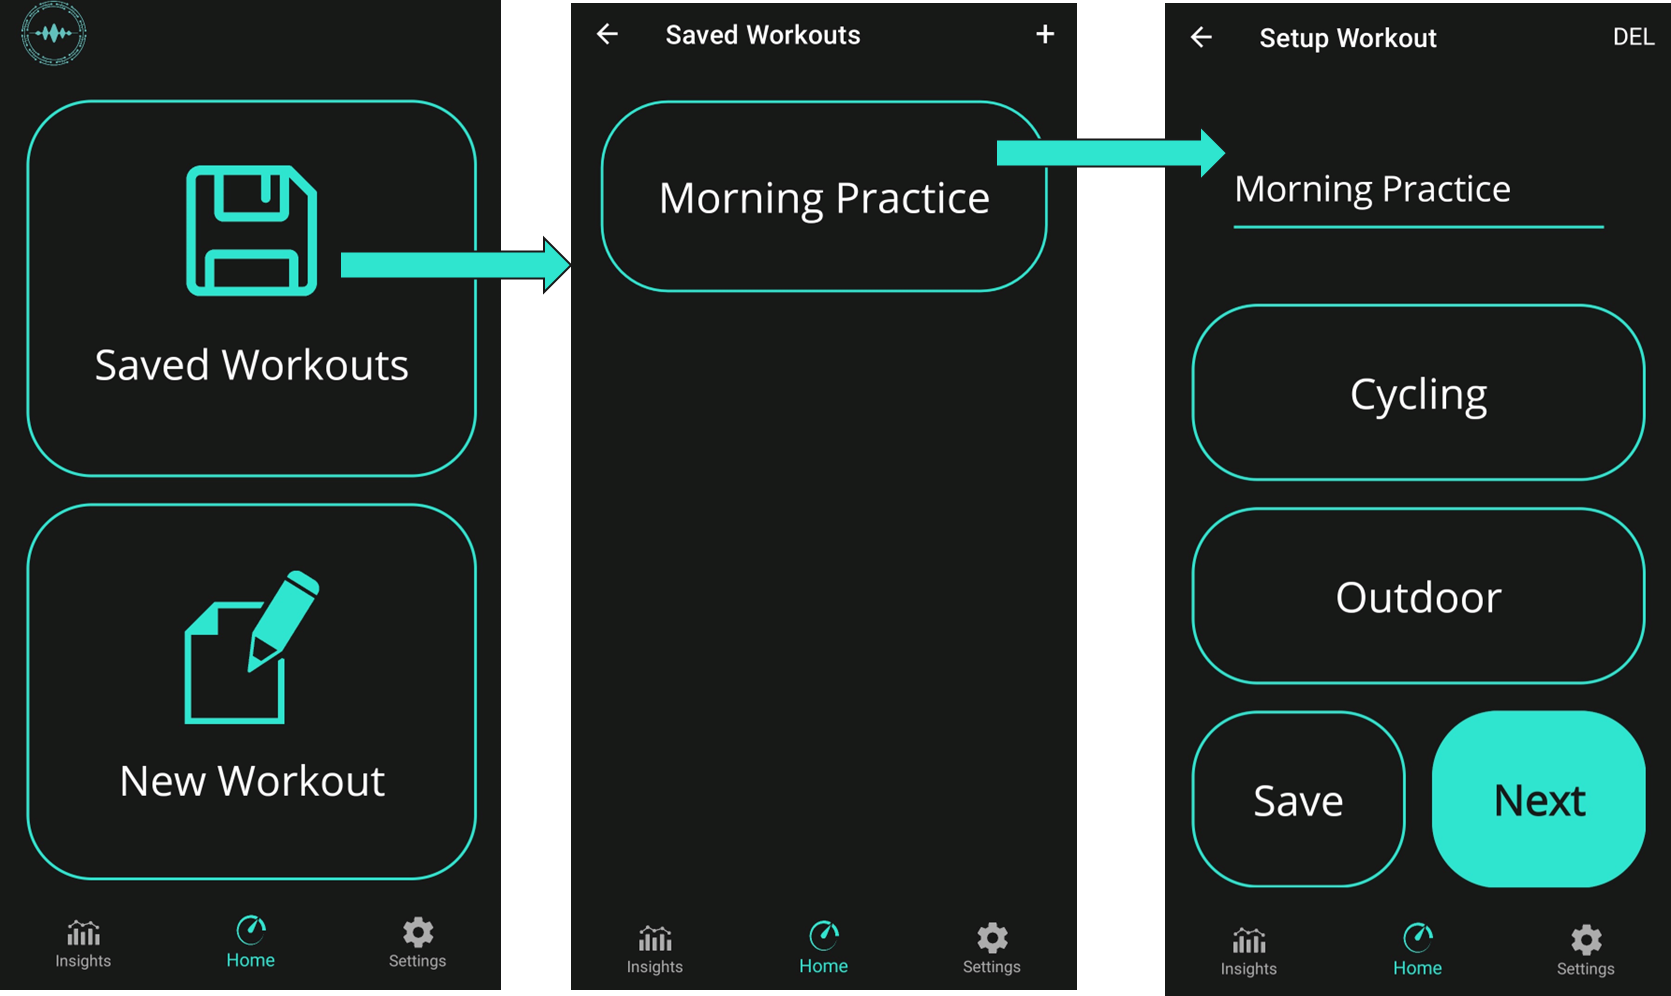 Saved Workouts
New Workout
Insights
Home
Settings
Saved Workouts +
Morning Practice
Insights
Home
Settings
Setup Workout DEL
Morning Practice
Cycling
Outdoor
Save
Next
Insights
Home
Settings